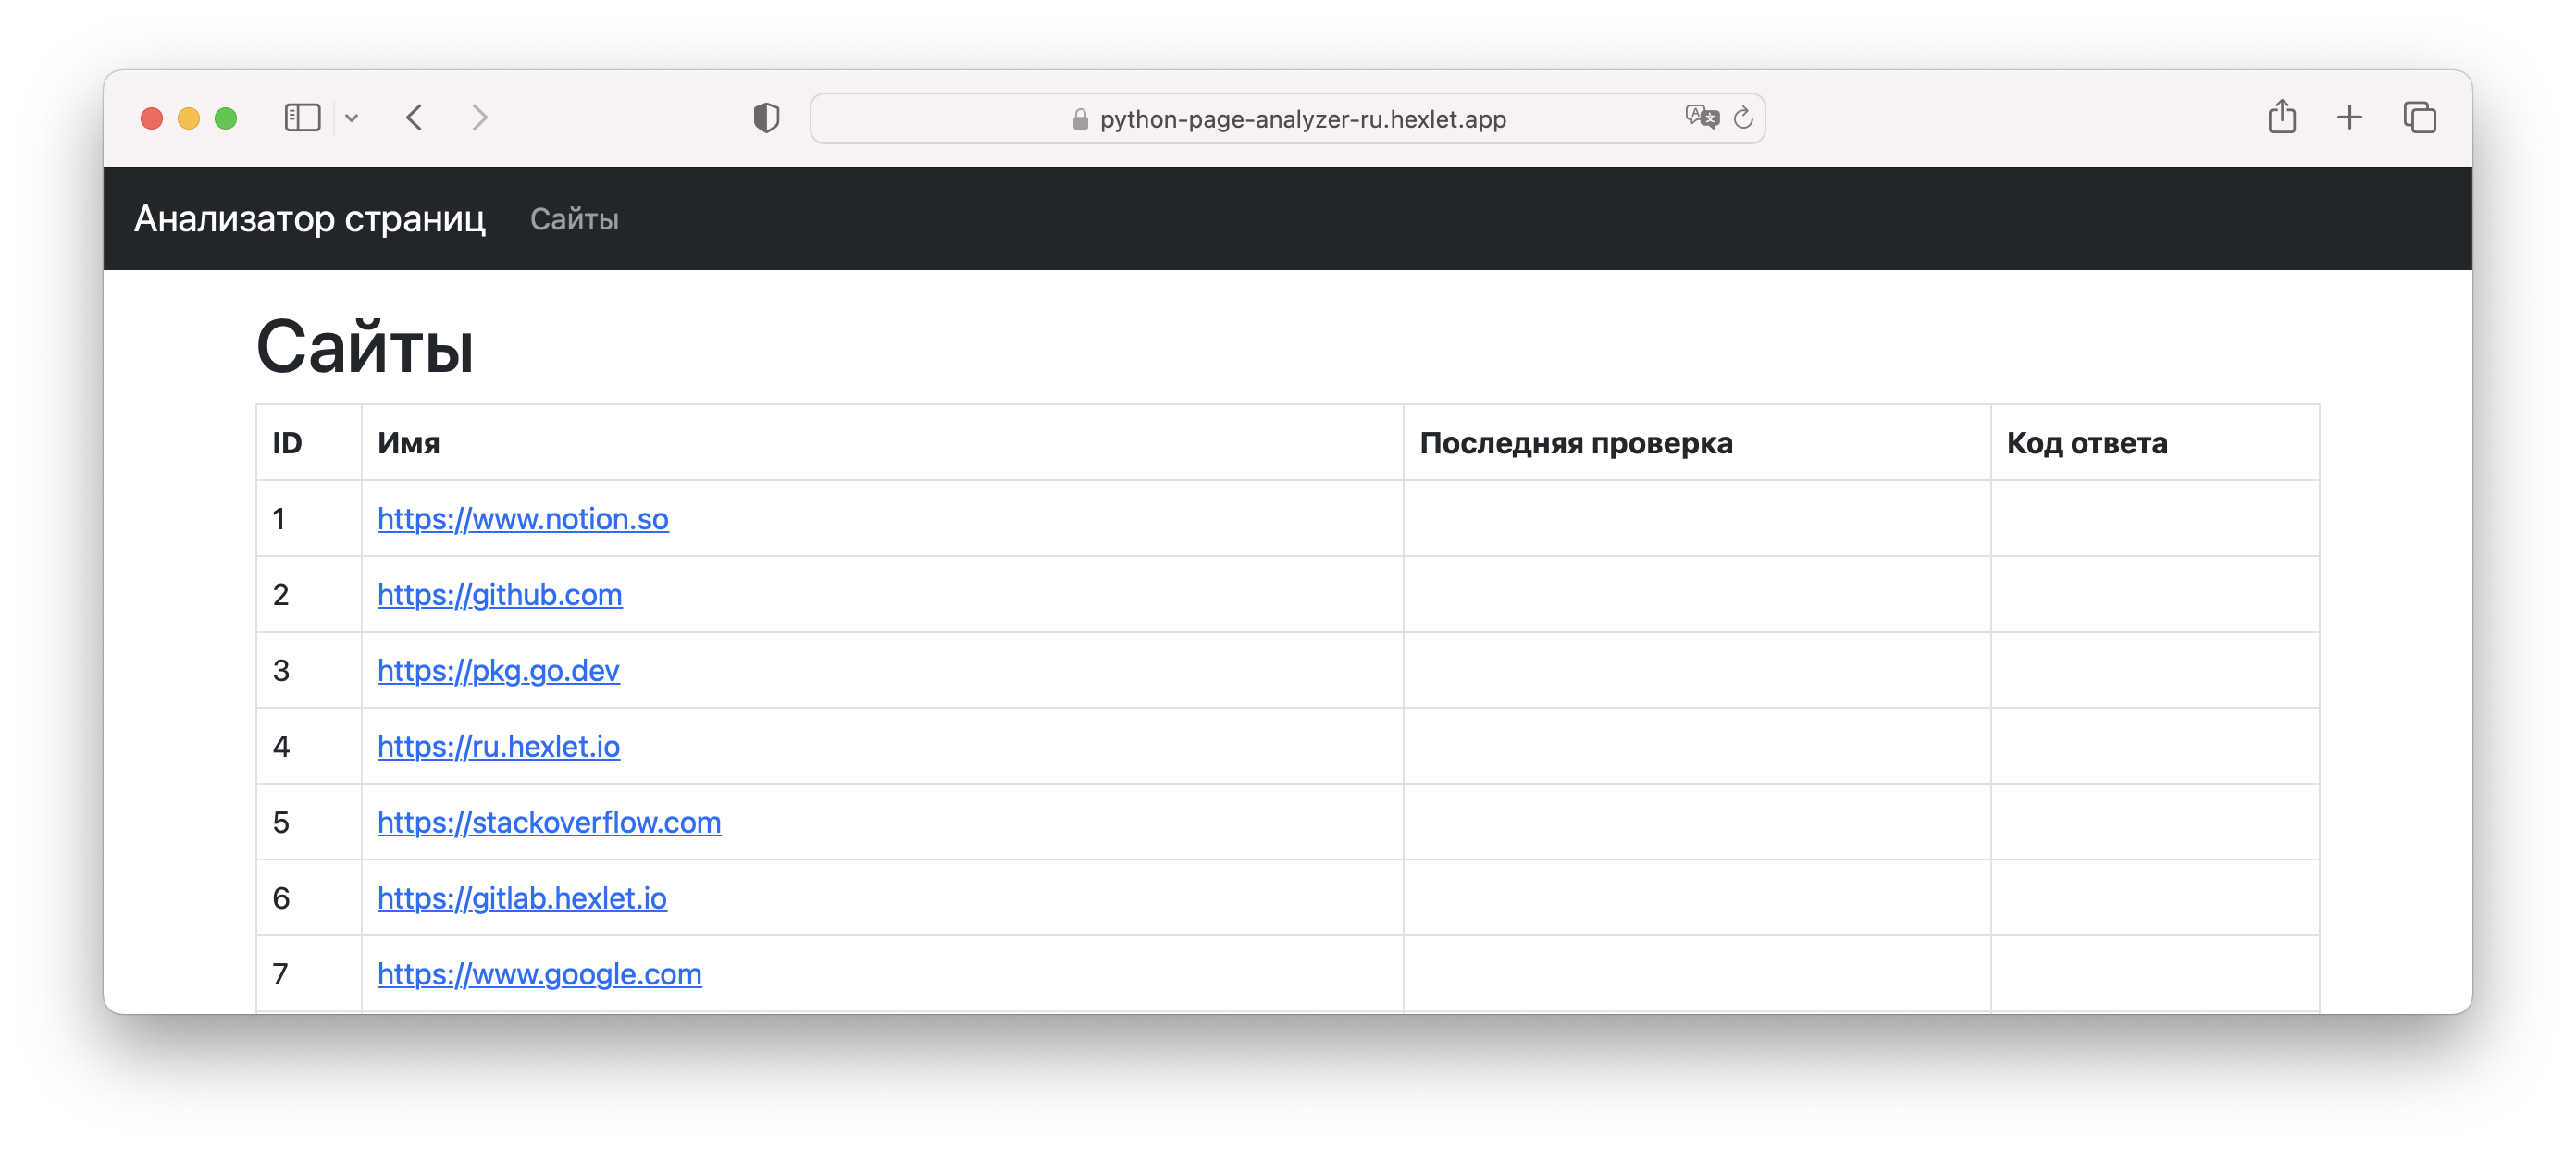 python-page-analyzer-ru.hexlet.app
Анализатор страниц Сайты
Сайты
ID Имя Последняя проверка Код ответа
1 https://www.notion.so
2 https://github.com
3 https://pkg.go.dev
4 https://ru.hexlet.io
5 https://stackoverflow.com
6 https://gitlab.hexlet.io
7 https://www.google.com